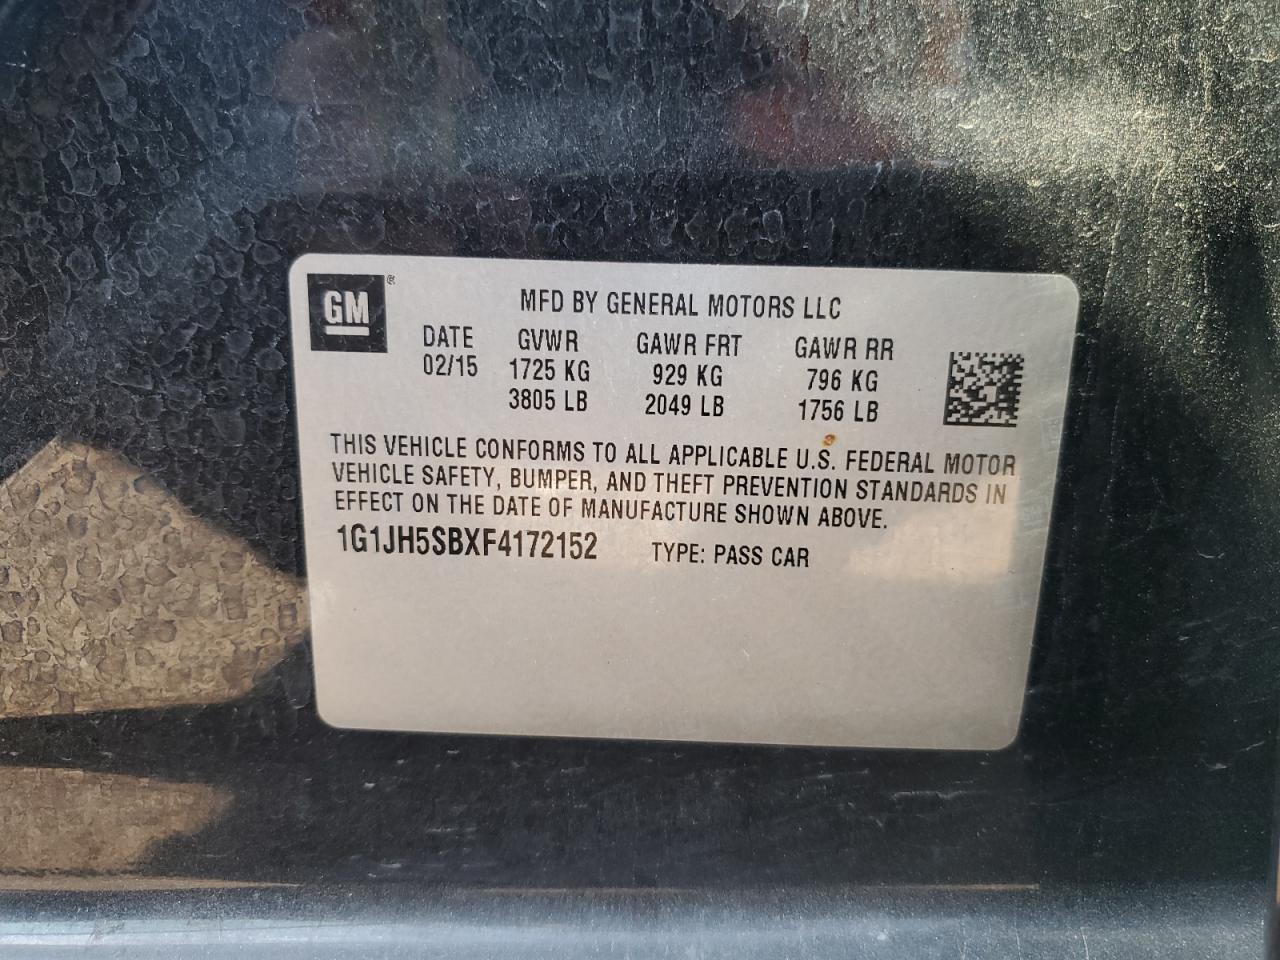 GM ®
MFD BY GENERAL MOTORS LLC
DATE GVWR GAWR FRT GAWR RR
02/15 1725 KG 929 KG 796 KG
3805 LB 2049 LB 1756 LB
THIS VEHICLE CONFORMS TO ALL APPLICABLE U.S. FEDERAL MOTOR
VEHICLE SAFETY, BUMPER, AND THEFT PREVENTION STANDARDS IN
EFFECT ON THE DATE OF MANUFACTURE SHOWN ABOVE.
1G1JH5SBXF4172152 TYPE: PASS CAR